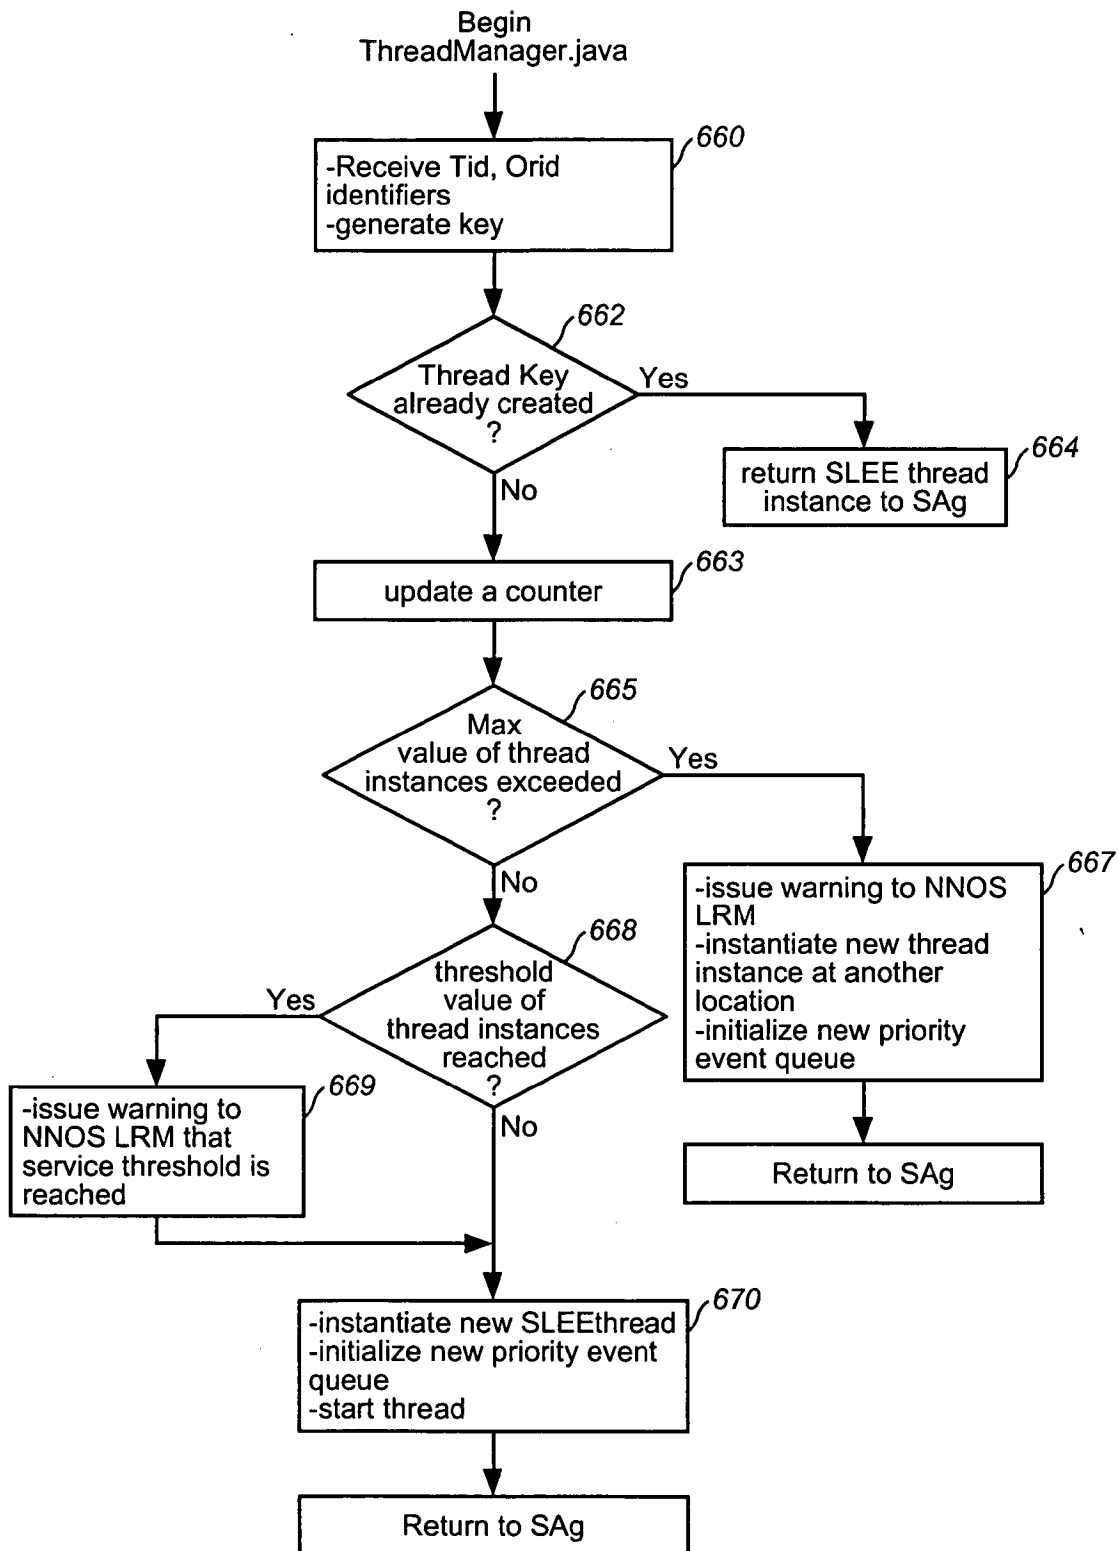 Begin
ThreadManager.java
660
-Receive Tid, Orid
identifiers
-generate key
662
Thread Key
already created
?
Yes
No
664
return SLEE thread
instance to SAg
663
update a counter
665
Max
value of thread
instances exceeded
?
Yes
No
667
-issue warning to NNOS
LRM
-instantiate new thread
instance at another
location
-initialize new priority
event queue
668
threshold
value of
thread instances
reached
?
Yes
No
669
-issue warning to
NNOS LRM that
service threshold is
reached
Return to SAg
670
-instantiate new SLEEthread
-initialize new priority event
queue
-start thread
Return to SAg